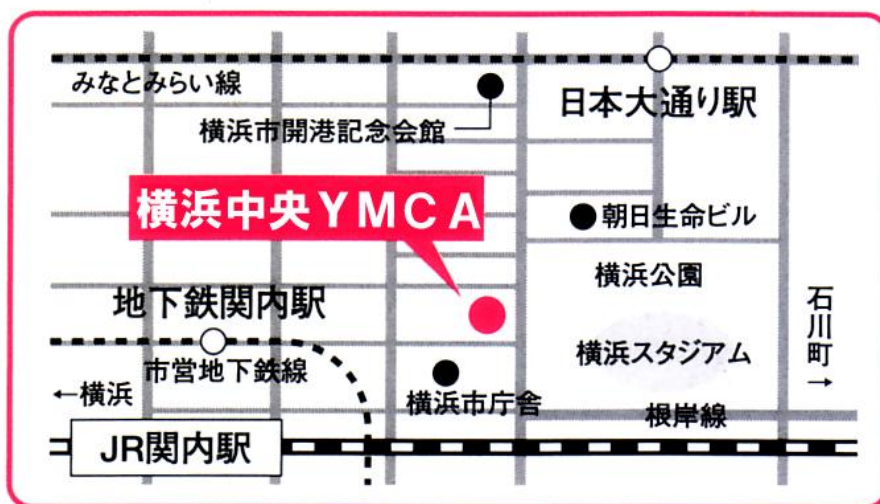 みなとみらい線
日本大通り駅
横浜市開港記念会館
横浜中央YMCA
朝日生命ビル
横浜公園
地下鉄関内駅
石川町→
横浜スタジアム
市営地下鉄線
←横浜
横浜市庁舎
根岸線
JR関内駅